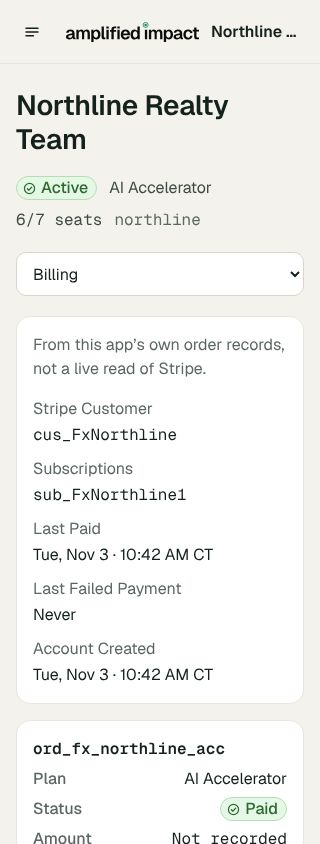 amplified impact Northline ...
Northline Realty
Team
Active AI Accelerator
6/7 seats northline
Billing
From this app's own order records,
not a live read of Stripe.
Stripe Customer
cus_FxNorthline
Subscriptions
sub_FxNorthline1
Last Paid
Tue, Nov 3 · 10:42 AM CT
Last Failed Payment
Never
Account Created
Tue, Nov 3 · 10:42 AM CT
ord_fx_northline_acc
Plan AI Accelerator
Status Paid
Amount Not recorded